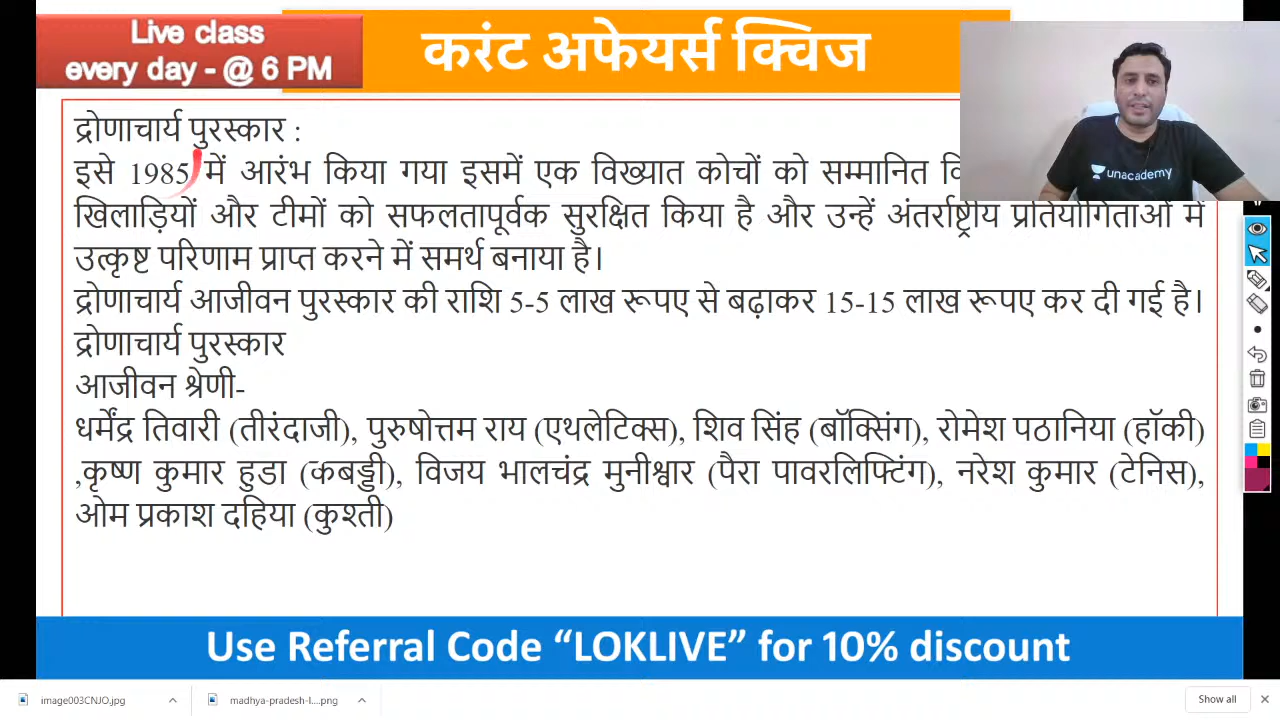 Live class
every day - @ 6 PM
करंट अफेयर्स क्विज
unacademy
द्रोणाचार्य पुरस्कार :
इसे 1985 में आरंभ किया गया इसमें एक विख्यात कोचों को सम्मानित
खिलाड़ियों और टीमों को सफलतापूर्वक सुरक्षित किया है और उन्हें अंतर्राष्ट्रीय प्रतियोगिताओं में
उत्कृष्ट परिणाम प्राप्त करने में समर्थ बनाया है।
द्रोणाचार्य आजीवन पुरस्कार की राशि 5-5 लाख रूपए से बढ़ाकर 15-15 लाख रूपए कर दी गई है।
द्रोणाचार्य पुरस्कार
आजीवन श्रेणी-
धर्मेंद्र तिवारी (तीरंदाजी), पुरुषोत्तम राय (एथलेटिक्स), शिव सिंह (बॉक्सिंग), रोमेश पठानिया (हॉकी)
,कृष्ण कुमार हुडा (कबड्डी), विजय भालचंद्र मुनीश्वार (पैरा पावरलिफ्टिंग), नरेश कुमार (टेनिस),
ओम प्रकाश दहिया (कुश्ती)
Use Referral Code “LOKLIVE” for 10% discount
image003CNJO.jpg
madhya-pradesh-l....png
Show all